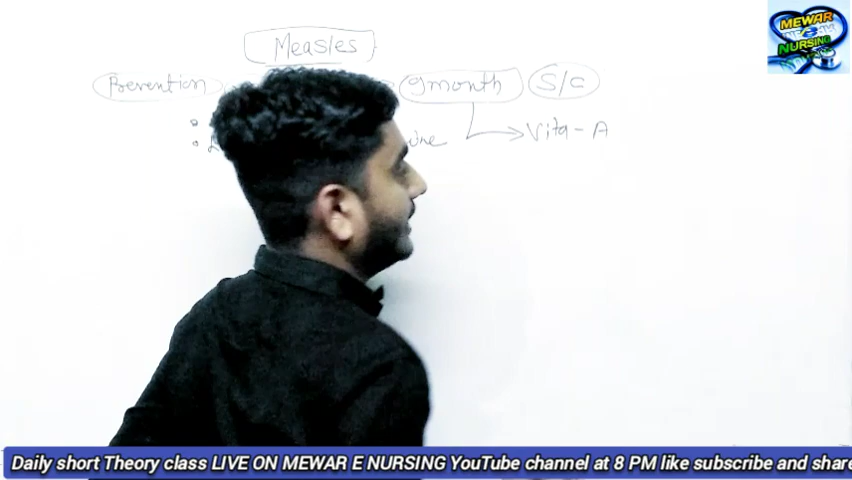 Measles
Prevention 9month S/C
Vita-A
MEWAR
NURSING
Daily short Theory class LIVE ON MEWAR E NURSING YouTube channel at 8 PM like subscribe and share